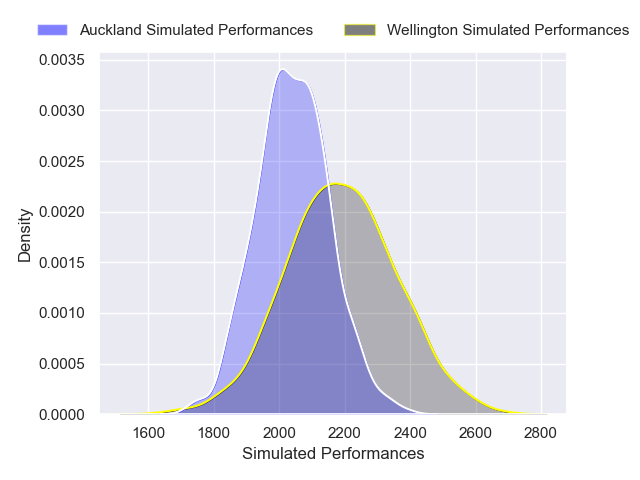 Auckland Simulated Performances
Wellington Simulated Performances
Density
0.0035
0.0030
0.0025
0.0020
0.0015
0.0010
0.0005
0.0000
1600 1800 2000 2200 2400 2600 2800
Simulated Performances